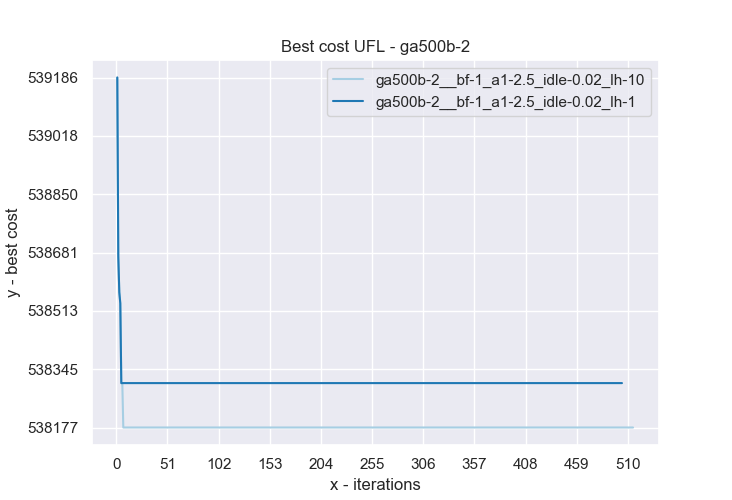 Best cost UFL - ga500b-2
ga500b-2__bf-1_a1-2.5_idle-0.02_lh-10
ga500b-2__bf-1_a1-2.5_idle-0.02_lh-1
y - best cost
539186
539018
538850
538681
538513
538345
538177
0 51 102 153 204 255 306 357 408 459 510
x - iterations